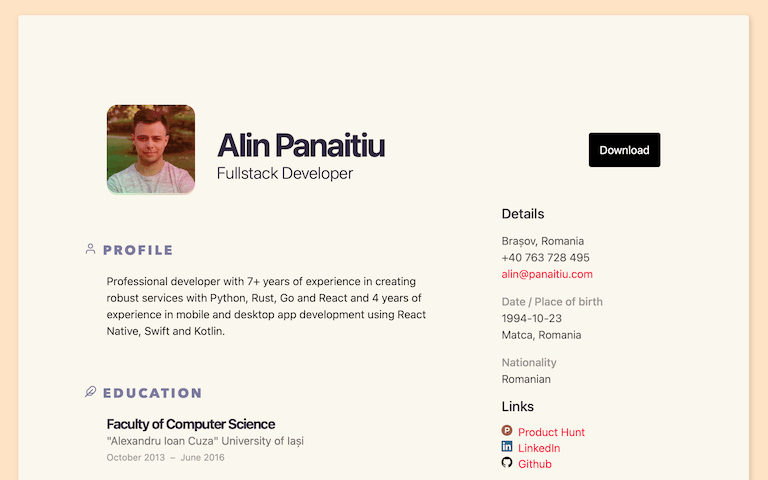 Alin Panaitiu
Fullstack Developer
Download
PROFILE
Professional developer with 7+ years of experience in creating
robust services with Python, Rust, Go and React and 4 years of
experience in mobile and desktop app development using React
Native, Swift and Kotlin.
EDUCATION
Faculty of Computer Science
"Alexandru Ioan Cuza" University of Iași
October 2013 – June 2016
Details
Brașov, Romania
+40 763 728 495
alin@panaitiu.com
Date / Place of birth
1994-10-23
Matca, Romania
Nationality
Romanian
Links
Product Hunt
LinkedIn
Github